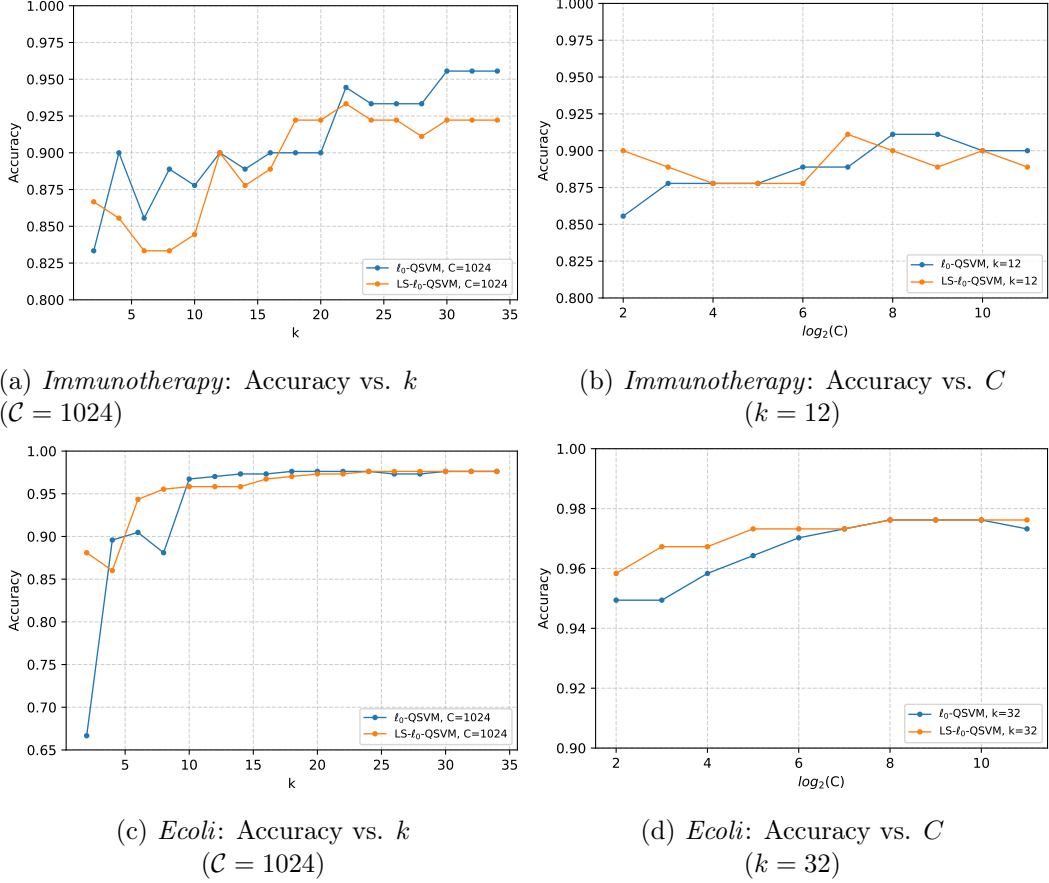 1.000
0.975
0.950
0.925
0.900
0.875
0.850
0.825
0.800
Accuracy
5 10 15 20 25 30 35
k
ℓ₀-QSVM, C=1024
LS-ℓ₀-QSVM, C=1024
(a) Immunotherapy: Accuracy vs. k
(𝒞 = 1024)
1.000
0.975
0.950
0.925
0.900
0.875
0.850
0.825
0.800
Accuracy
2 4 6 8 10
log₂(C)
ℓ₀-QSVM, k=12
LS-ℓ₀-QSVM, k=12
(b) Immunotherapy: Accuracy vs. C
(k = 12)
1.00
0.95
0.90
0.85
0.80
0.75
0.70
0.65
Accuracy
5 10 15 20 25 30 35
k
ℓ₀-QSVM, C=1024
LS-ℓ₀-QSVM, C=1024
(c) Ecoli: Accuracy vs. k
(𝒞 = 1024)
1.00
0.98
0.96
0.94
0.92
0.90
Accuracy
2 4 6 8 10
log₂(C)
ℓ₀-QSVM, k=32
LS-ℓ₀-QSVM, k=32
(d) Ecoli: Accuracy vs. C
(k = 32)